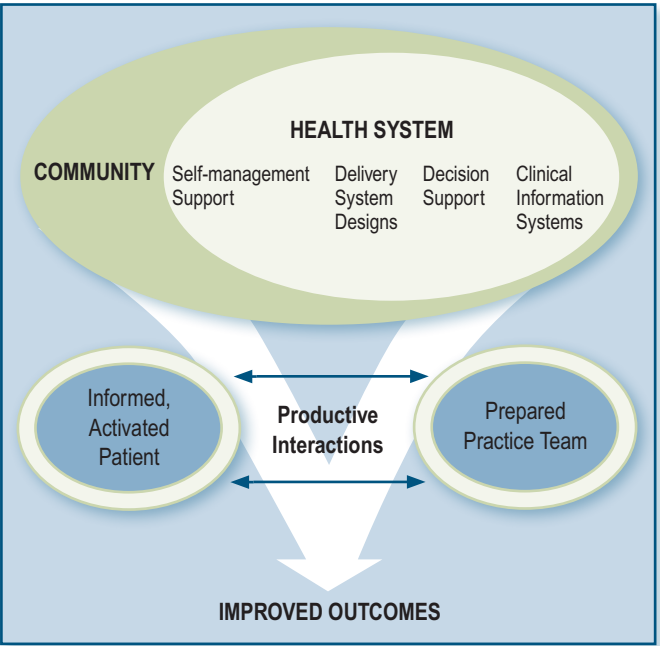 HEALTH SYSTEM
COMMUNITY
Self-management
Support
Delivery
System
Designs
Decision
Support
Clinical
Information
Systems
Informed,
Activated
Patient
Productive
Interactions
Prepared
Practice Team
IMPROVED OUTCOMES